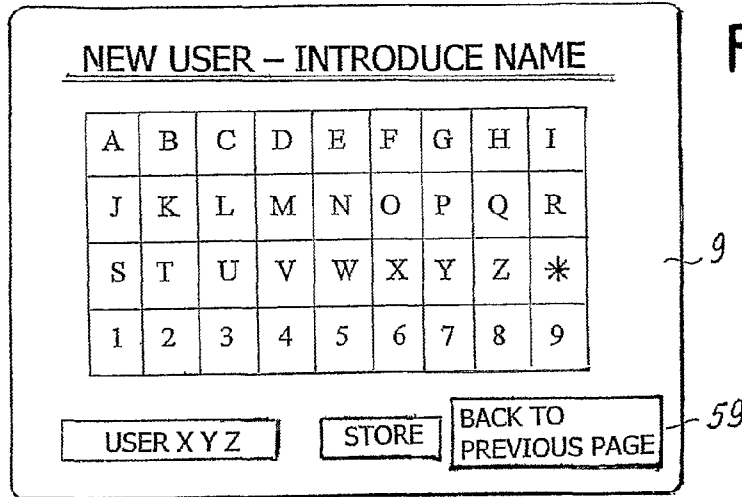 NEW USER – INTRODUCE NAME
F
A B C D E F G H I
J K L M N O P Q R
S T U V W X Y Z *
1 2 3 4 5 6 7 8 9
9
USER X Y Z STORE BACK TO
PREVIOUS PAGE
59